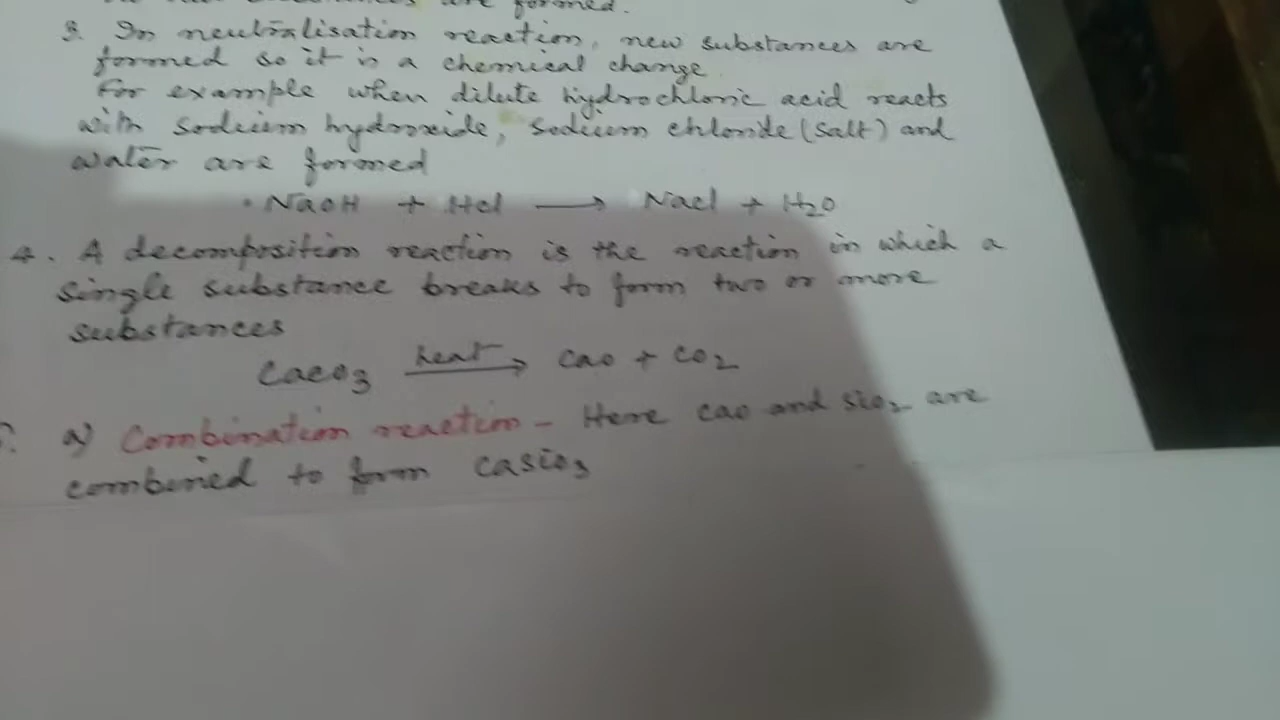 are formed.
3. In neutralisation reaction, new substances are
formed so it is a chemical change.
For example when dilute hydrochloric acid reacts
with Sodium hydroxide, Sodium chloride (Salt) and
water are formed
. NaOH + Hcl → Nacl + H₂O
4. A decomposition reaction is the reaction in which a
single substance breaks to form two or more
substances
CaCO₃ heat→ CaO + CO₂
a) Combination reaction - Here CaO and SiO₂ are
combined to form CaSiO₃